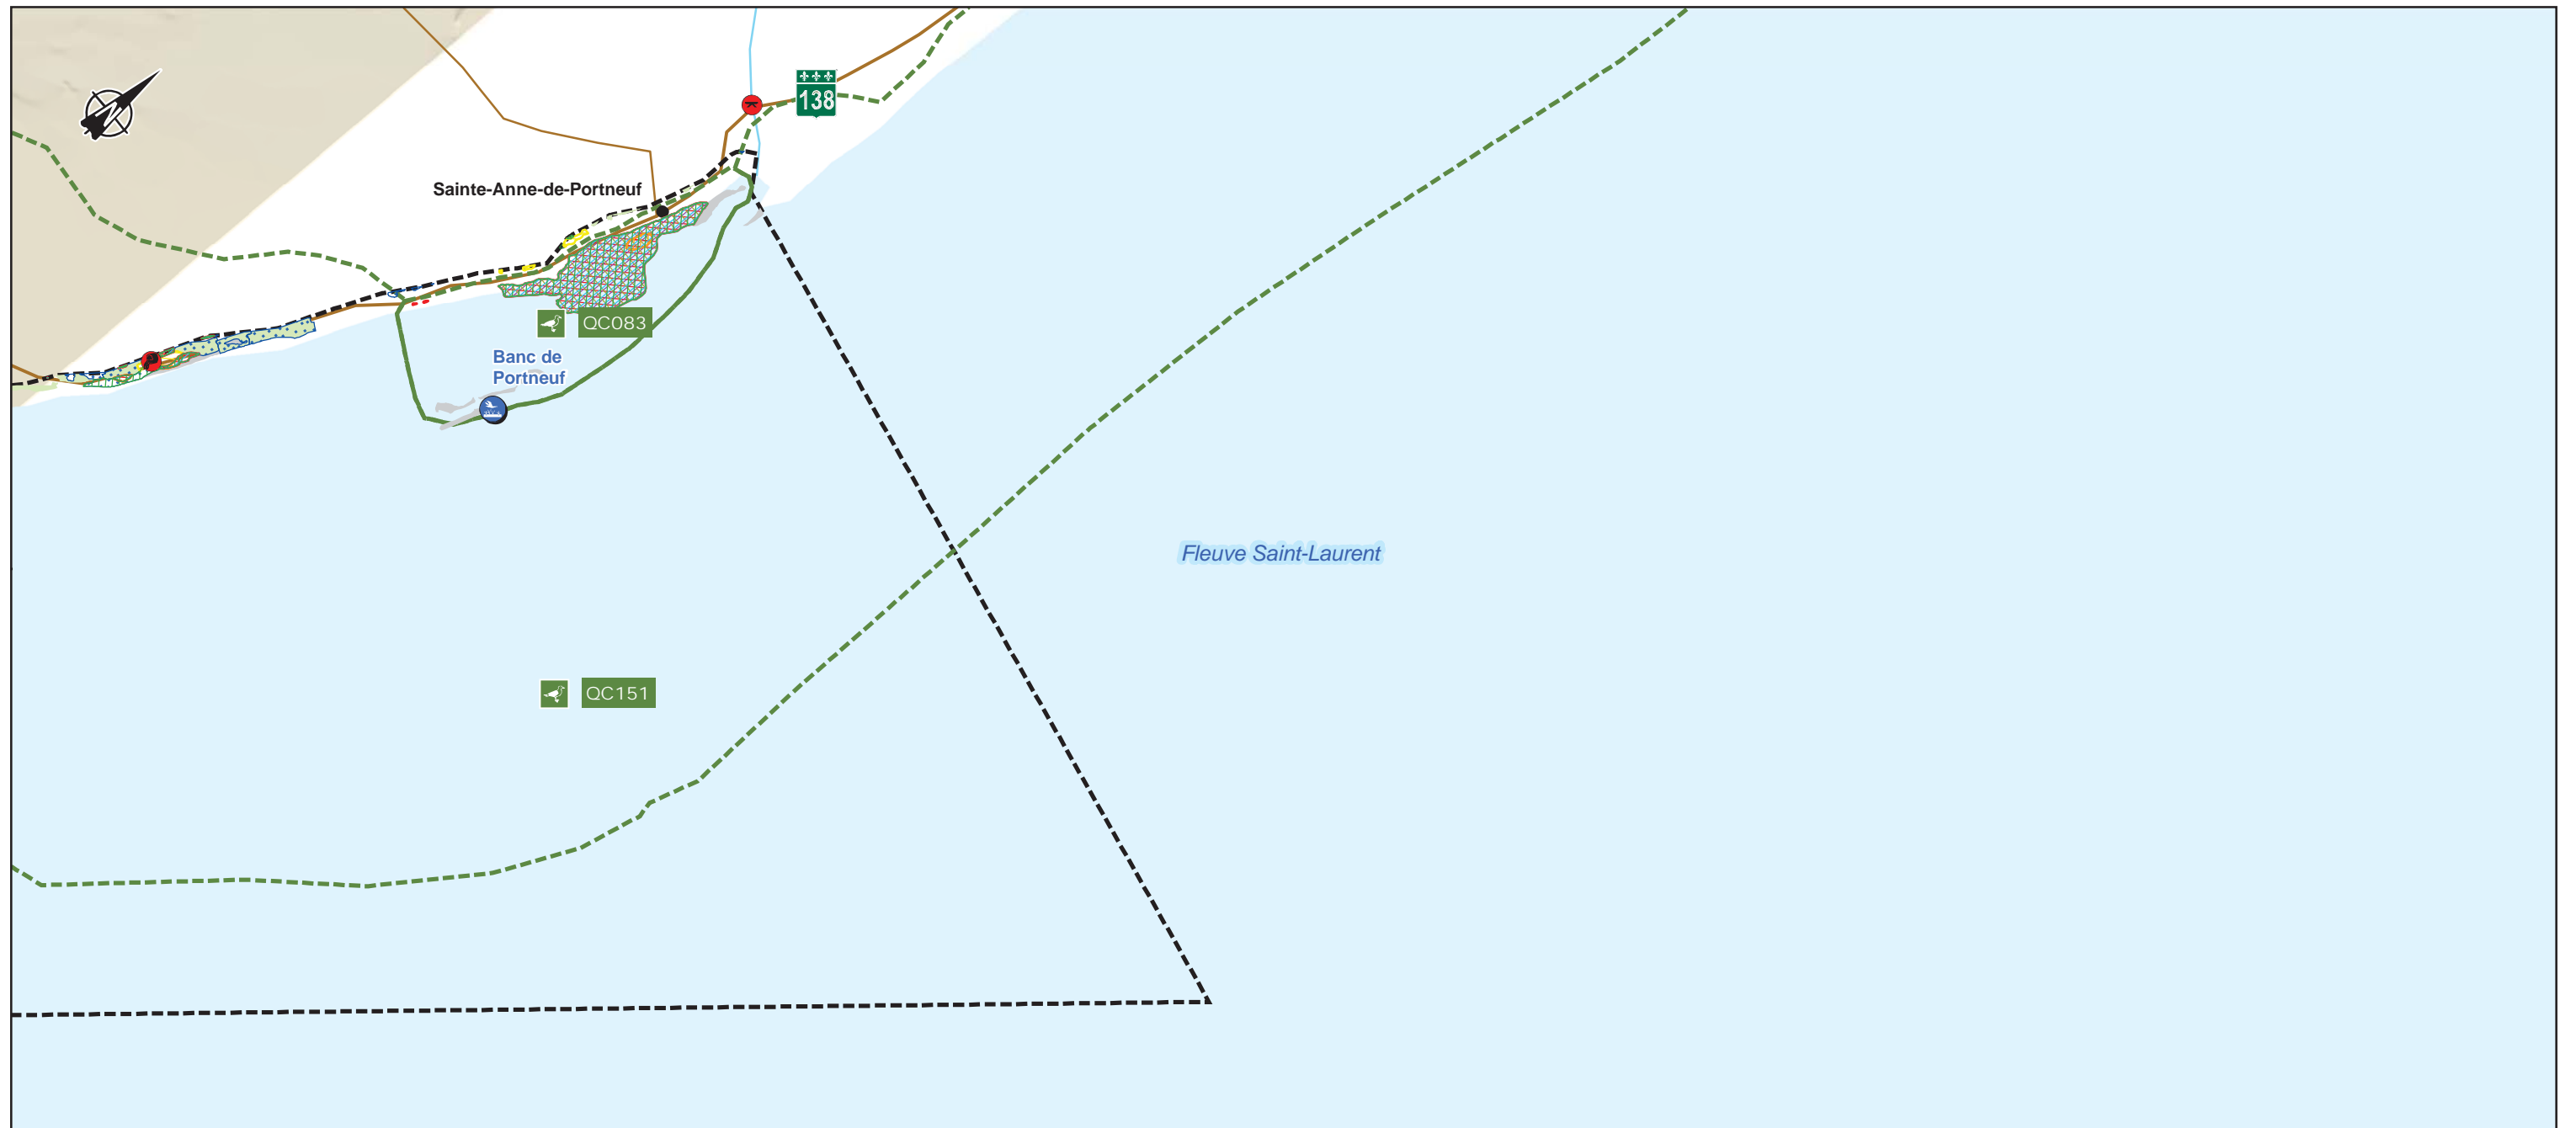 138
Sainte-Anne-de-Portneuf
QC083
Banc de
Portneuf
Fleuve Saint-Laurent
QC151